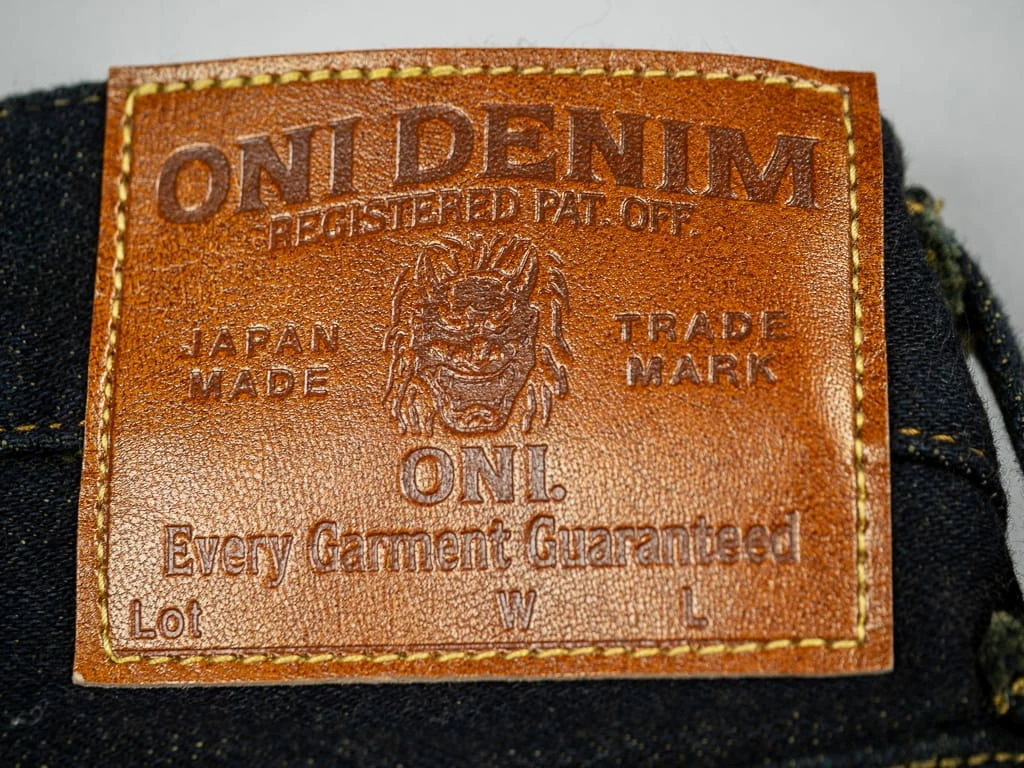 ONI DENIM
REGISTERED PAT. OFF.
JAPAN MADE
TRADE MARK
ONI.
Every Garment Guaranteed
Lot W L